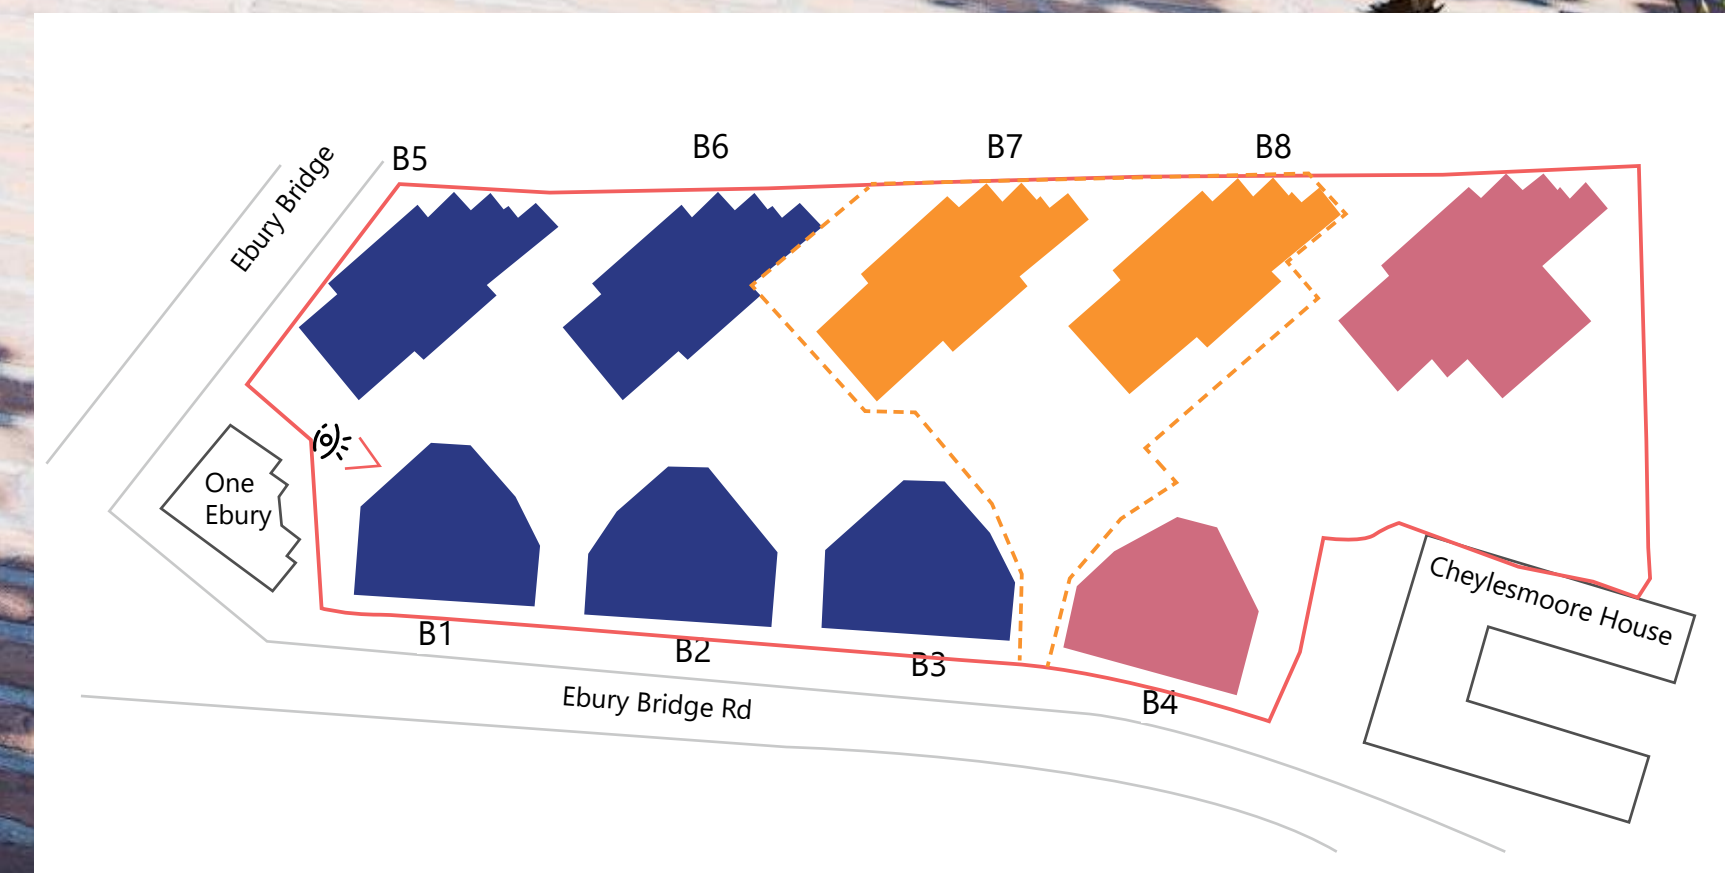 B5
B6
B7
B8
Ebury Bridge
One
Ebury
B1
B2
B3
B4
Ebury Bridge Rd
Cheylesmoore House